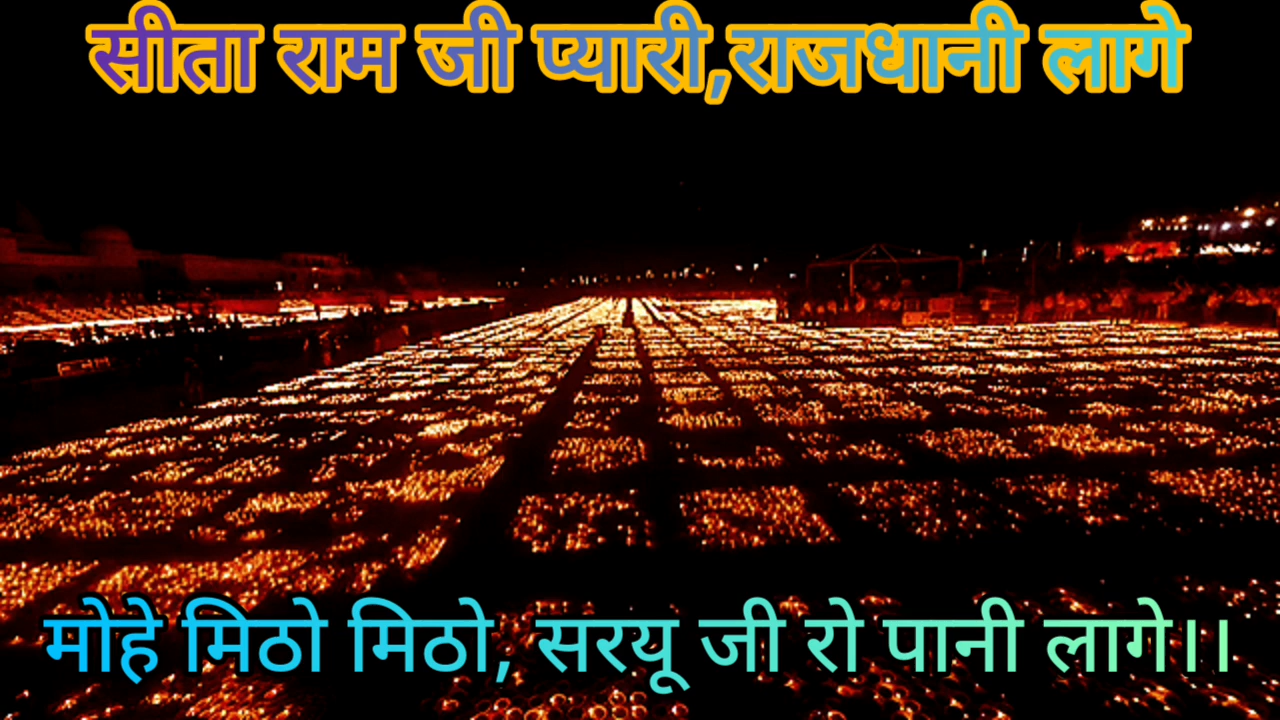 सीता राम जी प्यारी,राजधानी लागे
मोहे मिठो मिठो, सरयू जी रो पानी लागे।।